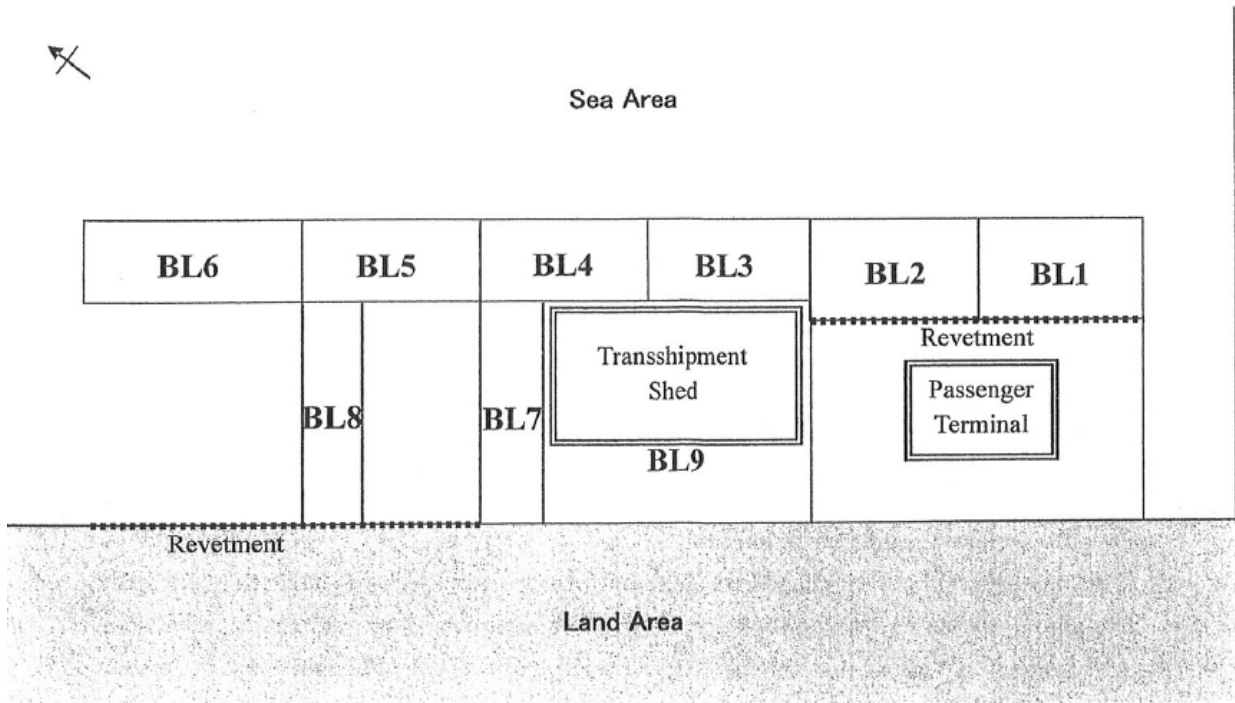 Sea Area
BL6
BL5
BL4
BL3
BL2
BL1
Revetment
Transshipment
Shed
Passenger
Terminal
BL8
BL7
BL9
Revetment
Land Area